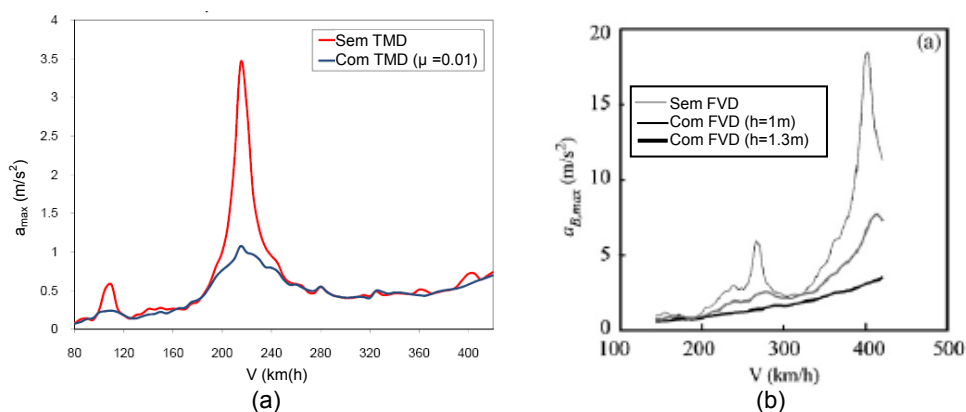 4
3.5
3
2.5
2
1.5
1
0.5
0
a_max (m/s²)
Sem TMD
Com TMD (µ =0.01)
80 120 160 200 240 280 320 360 400
V (km(h)
(a)
(a)
20
15
10
5
0
a_B,max (m/s²)
Sem FVD
Com FVD (h=1m)
Com FVD (h=1.3m)
100 200 300 400 500
V (km/h)
(b)